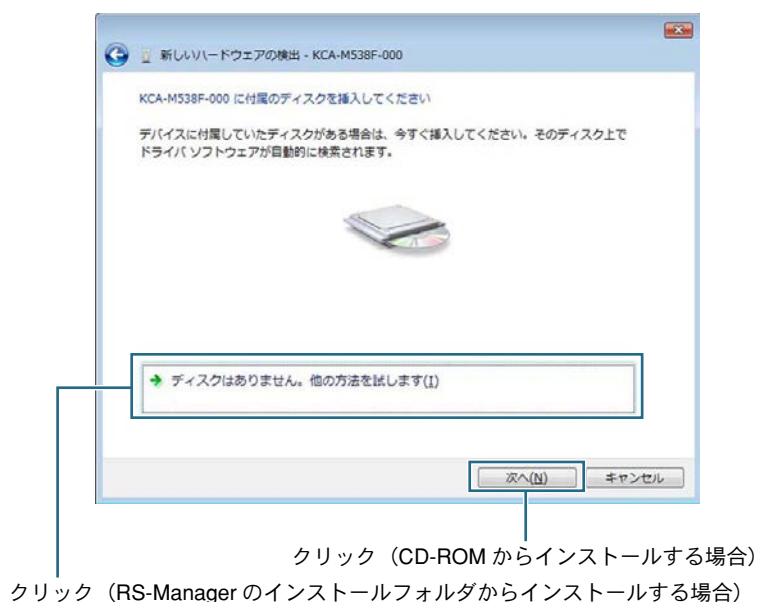 新しいハードウェアの検出 - KCA-M538F-000
KCA-M538F-000 に付属のディスクを挿入してください
デバイスに付属していたディスクがある場合は、今すぐ挿入してください。そのディスク上で
ドライバ ソフトウェアが自動的に検索されます。
ディスクはありません。他の方法を試します(I)
次へ(N) キャンセル
クリック（CD-ROM からインストールする場合）
クリック（RS-Manager のインストールフォルダからインストールする場合）